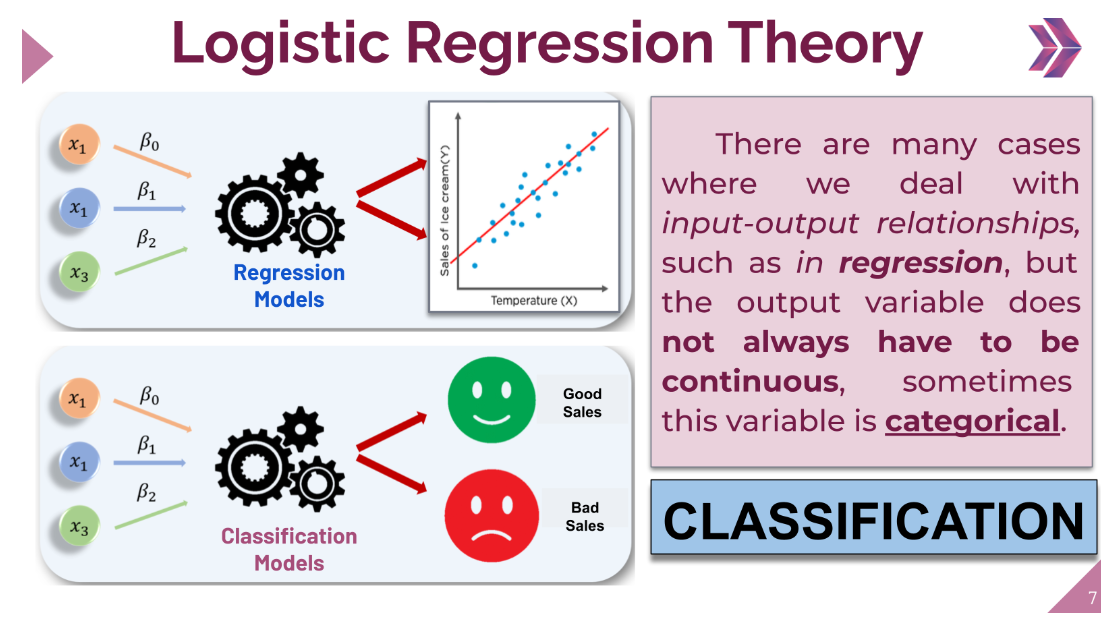 Logistic Regression Theory
x₁
β₀
x₁
β₁
x₃
β₂
Regression
Models
Sales of Ice cream(Y)
Temperature (X)
x₁
β₀
x₁
β₁
x₃
β₂
Classification
Models
Good
Sales
Bad
Sales
There are many cases
where we deal with
input-output relationships,
such as in regression, but
the output variable does
not always have to be
continuous, sometimes
this variable is categorical.
CLASSIFICATION
7